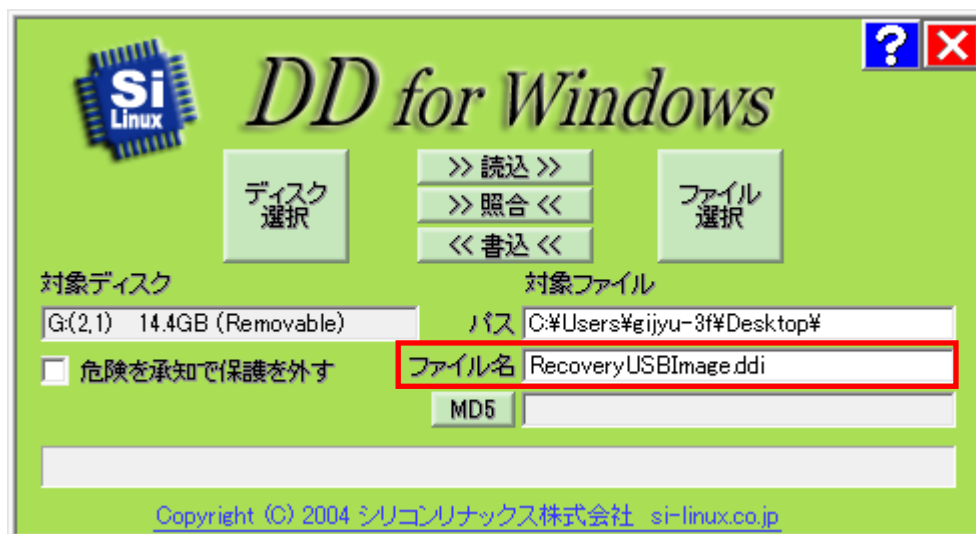 Si
Linux
DD for Windows
?
ディスク
選択
>> 読込 >>
>> 照合 <<
<< 書込 <<
ファイル
選択
対象ディスク
対象ファイル
G:(2,1) 14.4GB (Removable)
パス C:¥Users¥gijyu-3f¥Desktop¥
危険を承知で保護を外す
ファイル名 RecoveryUSBImage.ddi
MD5
Copyright (C) 2004 シリコンリナックス株式会社 si-linux.co.jp